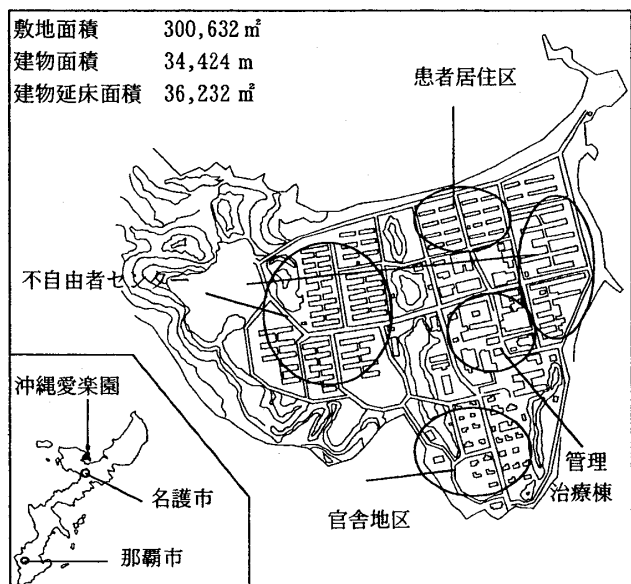 敷地面積 300,632㎡
建物面積 34,424m
建物延床面積 36,232㎡
患者居住区
不自由者センター
沖縄愛楽園
名護市
那覇市
管理
治療棟
官舎地区